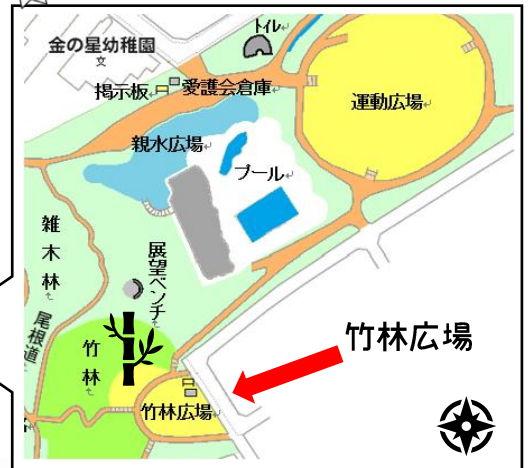 トイレ
金の星幼稚園
文
掲示板
愛護会倉庫
運動広場
親水広場
プール
雑木林
展望ベンチ
尾根道
竹林
竹林広場
竹林広場